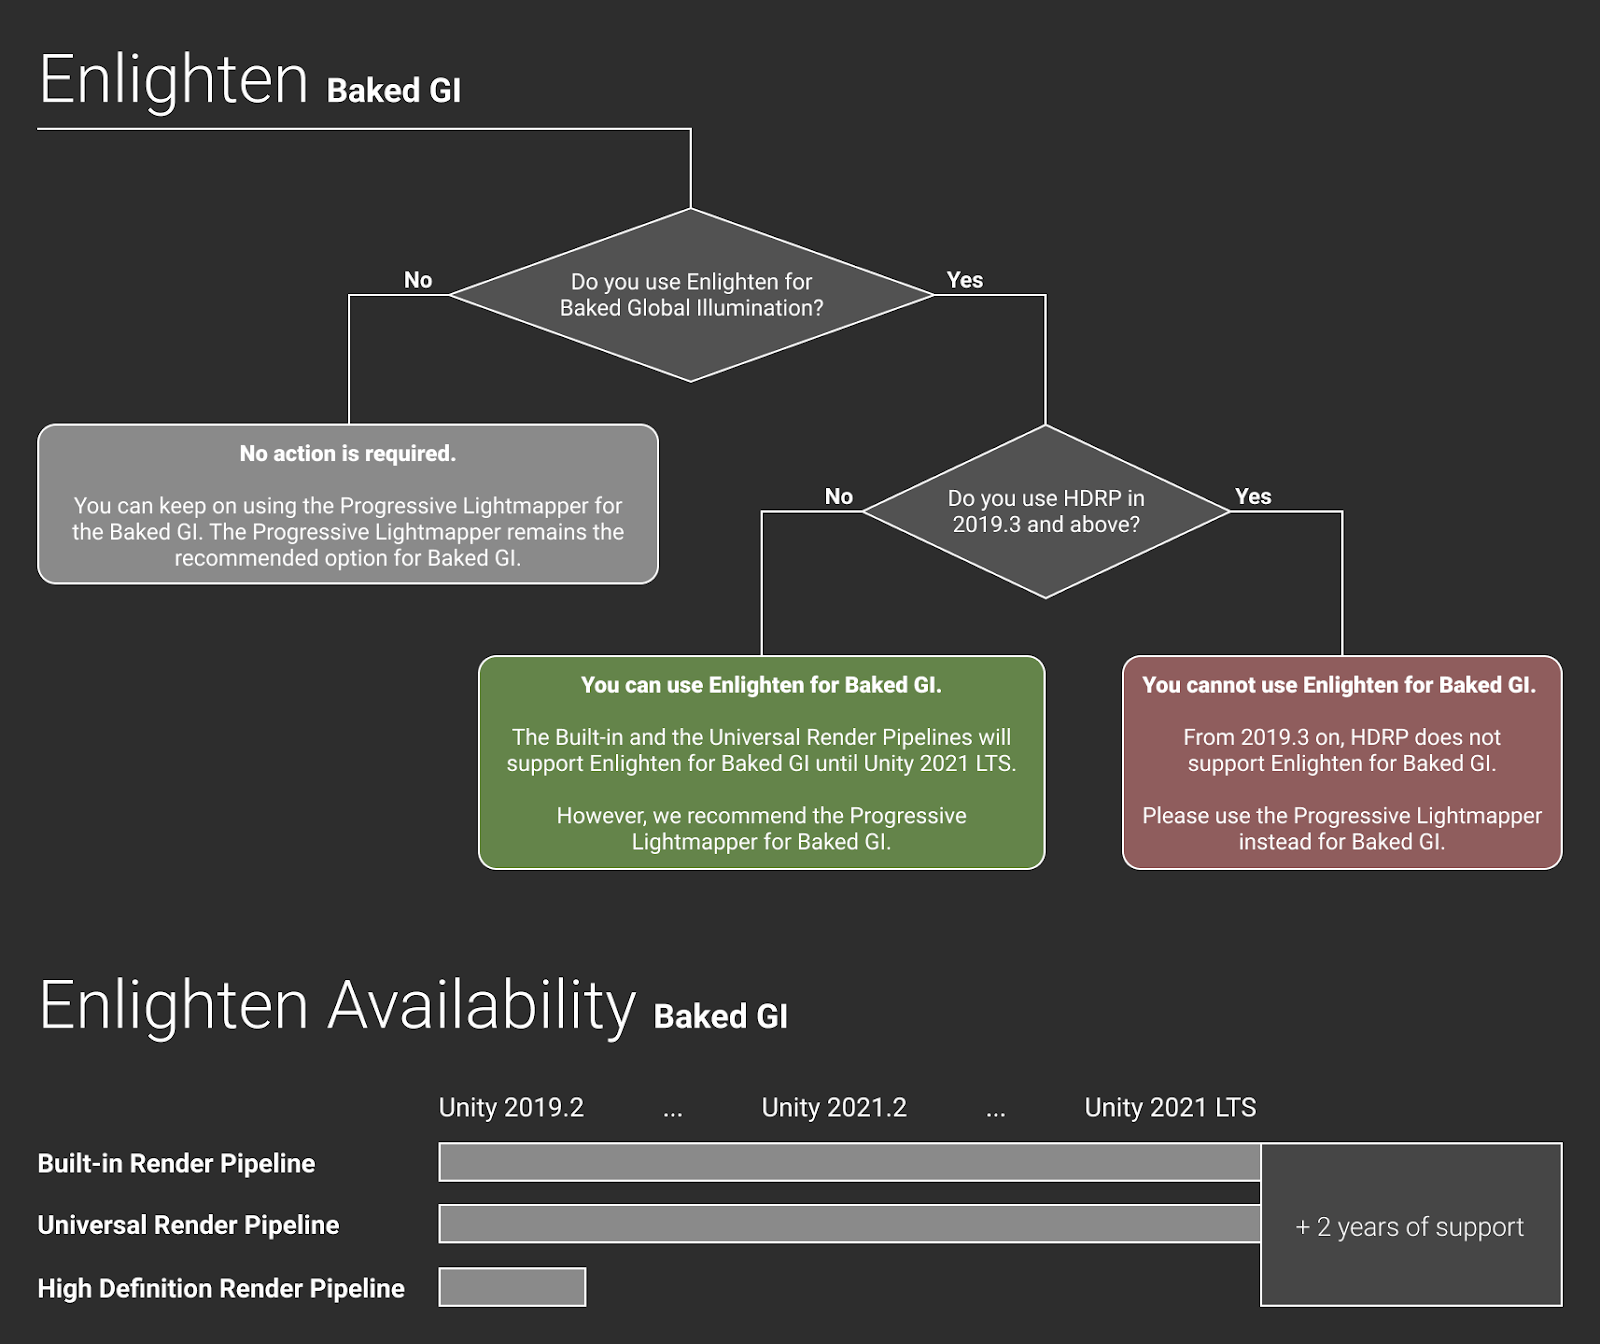 Enlighten Baked GI
Do you use Enlighten for
Baked Global Illumination?
No
Yes
No action is required.
You can keep on using the Progressive Lightmapper for
the Baked GI. The Progressive Lightmapper remains the
recommended option for Baked GI.
Do you use HDRP in
2019.3 and above?
No
Yes
You can use Enlighten for Baked GI.
The Built-in and the Universal Render Pipelines will
support Enlighten for Baked GI until Unity 2021 LTS.
However, we recommend the Progressive
Lightmapper for Baked GI.
You cannot use Enlighten for Baked GI.
From 2019.3 on, HDRP does not
support Enlighten for Baked GI.
Please use the Progressive Lightmapper
instead for Baked GI.
Enlighten Availability Baked GI
Unity 2019.2 ... Unity 2021.2 ... Unity 2021 LTS
Built-in Render Pipeline
Universal Render Pipeline
+ 2 years of support
High Definition Render Pipeline